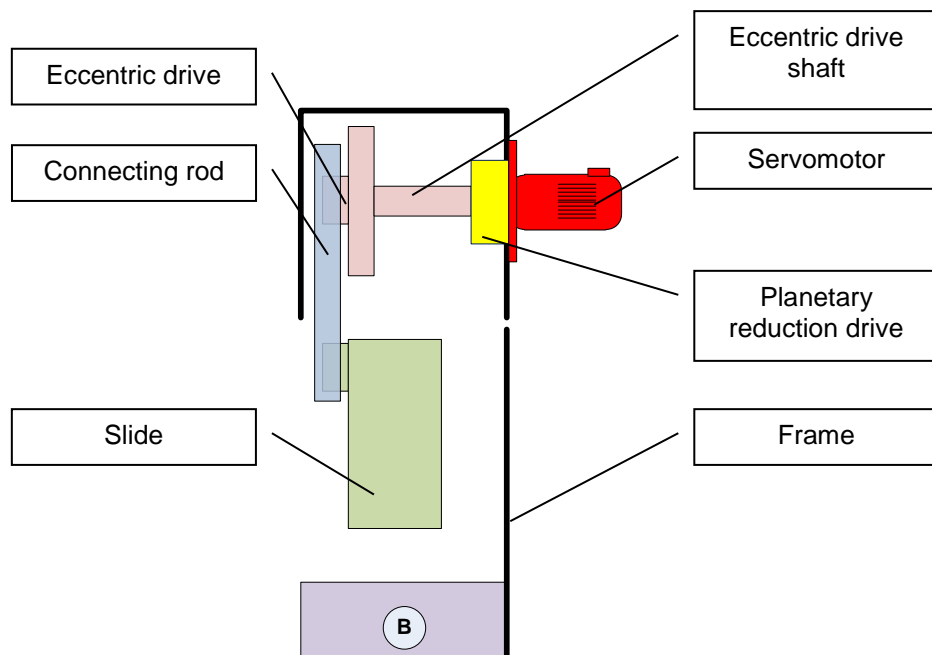 Eccentric drive
Connecting rod
Slide
Eccentric drive
shaft
Servomotor
Planetary
reduction drive
Frame
B